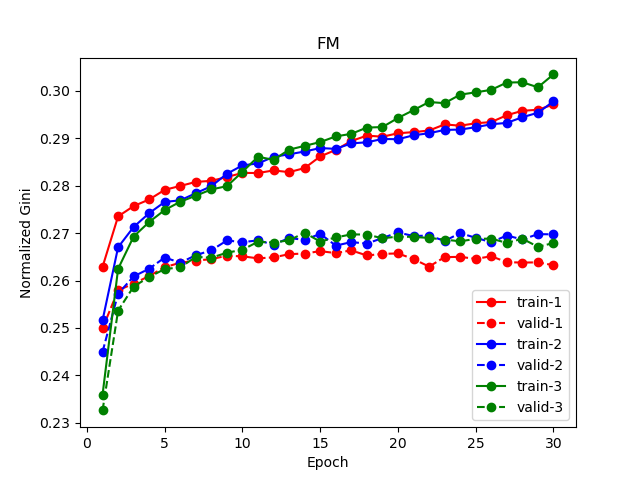 FM
Normalized Gini
0.30
0.29
0.28
0.27
0.26
0.25
0.24
0.23
0
5
10
15
20
25
30
Epoch
train-1
valid-1
train-2
valid-2
train-3
valid-3